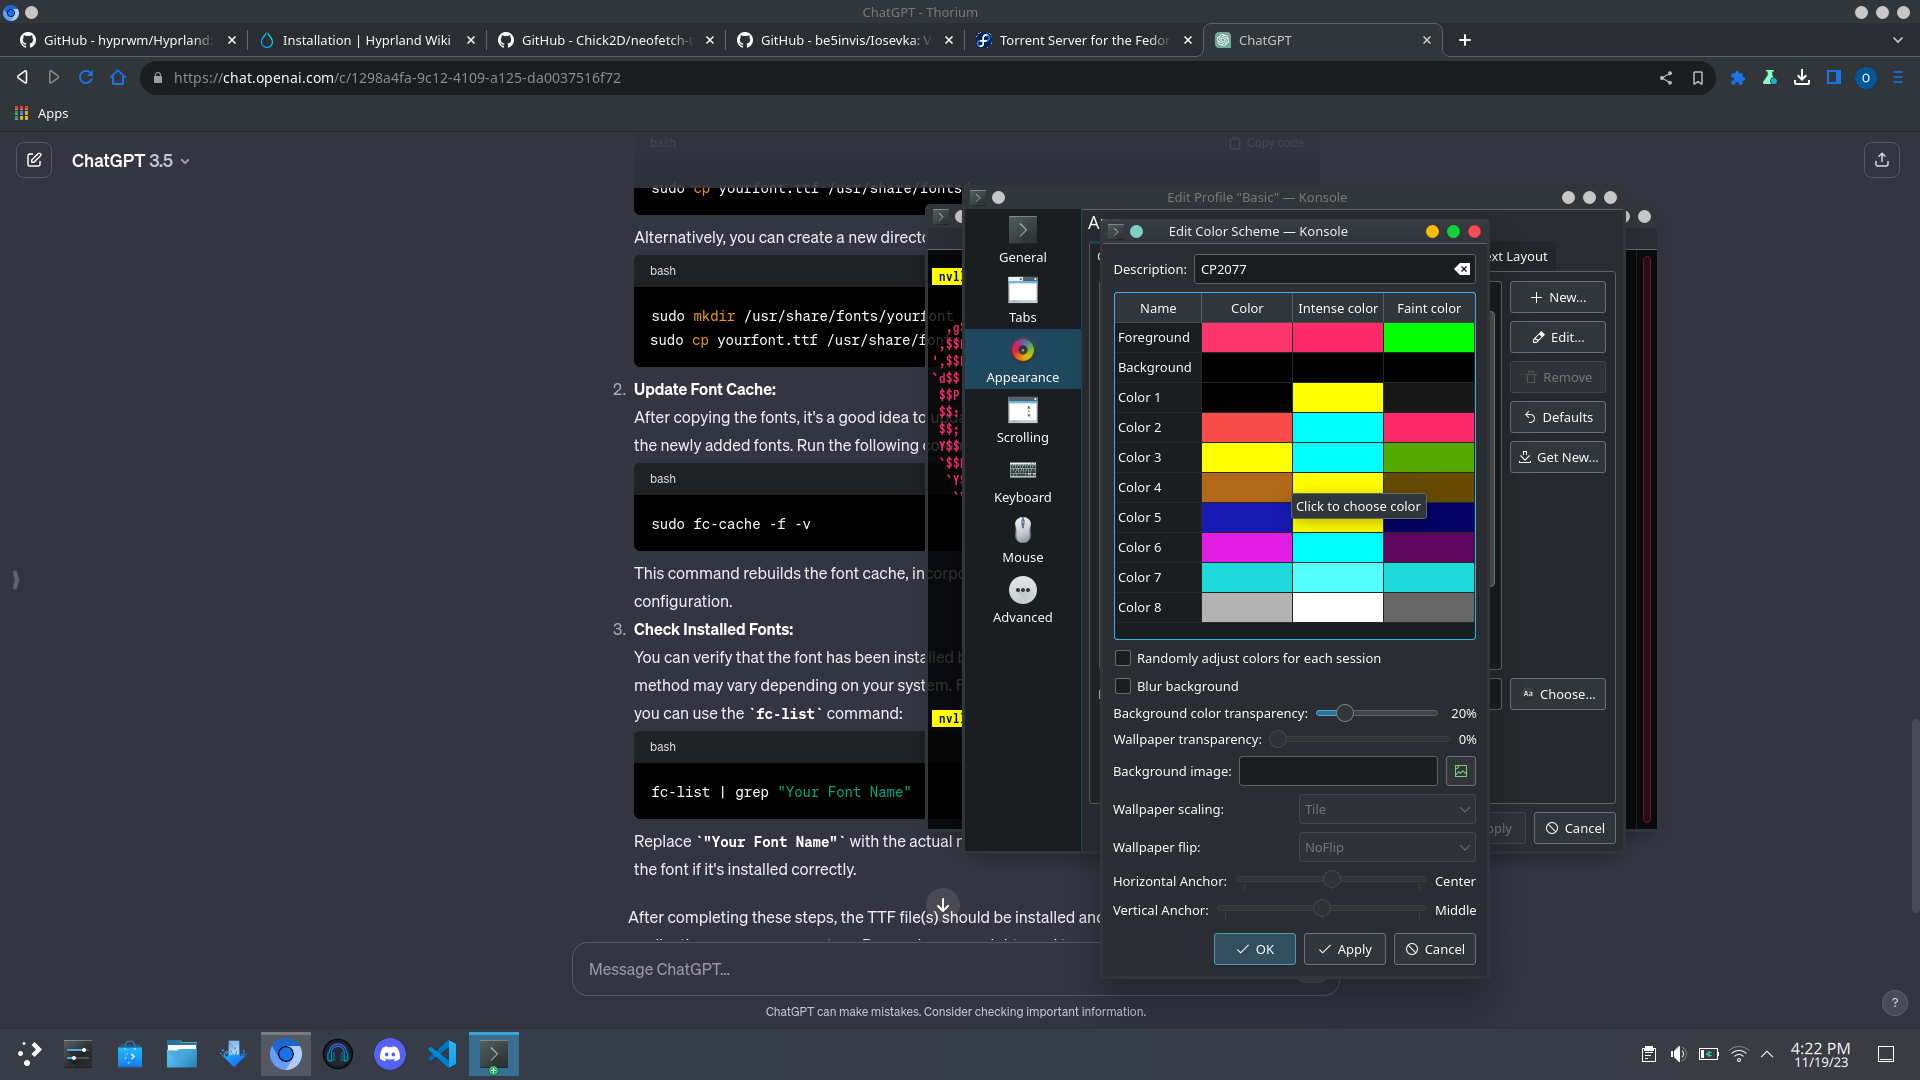 ChatGPT - Thorium
GitHub - hyprwm/Hyprland:
Installation | Hyprland Wiki
GitHub - Chick2D/neofetch-t
GitHub - be5invis/Iosevka: V
Torrent Server for the Fedor
ChatGPT
https://chat.openai.com/c/1298a4fa-9c12-4109-a125-da0037516f72
O
Apps
bash
Copy code
ChatGPT 3.5
sudo cp yourfont.ttf /usr/share/fonts/
Alternatively, you can create a new directo
bash
sudo mkdir /usr/share/fonts/yourfont
sudo cp yourfont.ttf /usr/share/fo
2. Update Font Cache:
After copying the fonts, it's a good idea to upda
the newly added fonts. Run the following co
bash
sudo fc-cache -f -v
This command rebuilds the font cache, incorpo
configuration.
3. Check Installed Fonts:
You can verify that the font has been installed b
method may vary depending on your system. F
you can use the `fc-list` command:
bash
fc-list | grep "Your Font Name"
Replace `"Your Font Name"` with the actual n
the font if it's installed correctly.
After completing these steps, the TTF file(s) should be installed and
Message ChatGPT...
ChatGPT can make mistakes. Consider checking important information.
?
nvl
,g
',$$
',$$
`d$$
$$P
$$;
$$;
Y$$
`$$
`Y
nvl
Edit Profile "Basic" — Konsole
General
Tabs
Appearance
Scrolling
Keyboard
Mouse
Advanced
A
ext Layout
New...
Edit...
Remove
Defaults
Get New...
Aa Choose...
pply
Cancel
Edit Color Scheme — Konsole
Description: CP2077
Name Color Intense color Faint color
Foreground
Background
Color 1
Color 2
Color 3
Color 4
Click to choose color
Color 5
Color 6
Color 7
Color 8
Randomly adjust colors for each session
Blur background
Background color transparency: 20%
Wallpaper transparency: 0%
Background image:
Wallpaper scaling: Tile
Wallpaper flip: NoFlip
Horizontal Anchor: Center
Vertical Anchor: Middle
OK Apply Cancel
4:22 PM
11/19/23